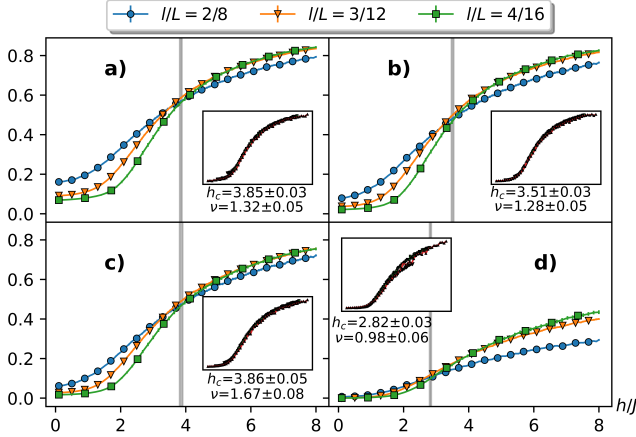 l/L = 2/8 l/L = 3/12 l/L = 4/16
a) b)
0.8
0.6
0.4
0.2
0.0
h_c=3.85±0.03
ν=1.32±0.05
h_c=3.51±0.03
ν=1.28±0.05
c) d)
0.8
0.6
0.4
0.2
0.0
h_c=3.86±0.05
ν=1.67±0.08
h_c=2.82±0.03
ν=0.98±0.06
0 2 4 6 8 0 2 4 6 8 h/J